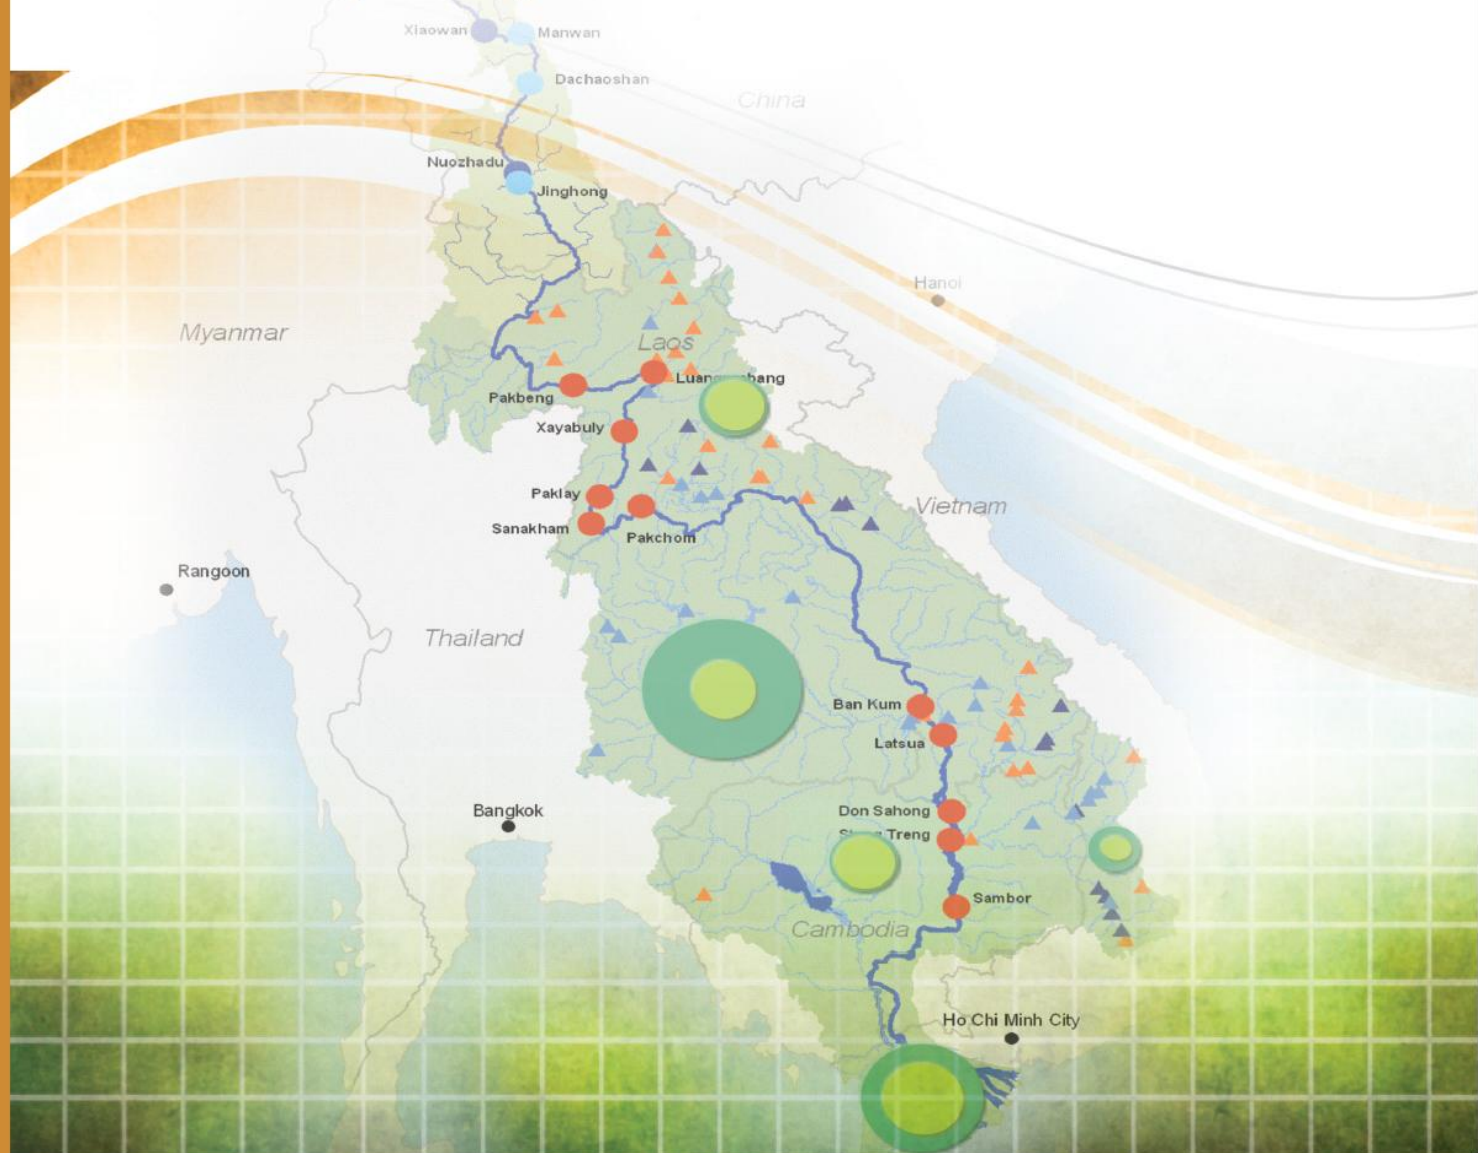 Xiaowan
Manwan
Dachaoshan
China
Nuozhadu
Jinghong
Hanoi
Myanmar
Laos
Pakbeng
Xayabuly
Paklay
Vietnam
Sanakham
Pakchom
Rangoon
Thailand
Ban Kum
Latsua
Bangkok
Don Sahong
Treng
Sambor
Cambodia
Ho Chi Minh City